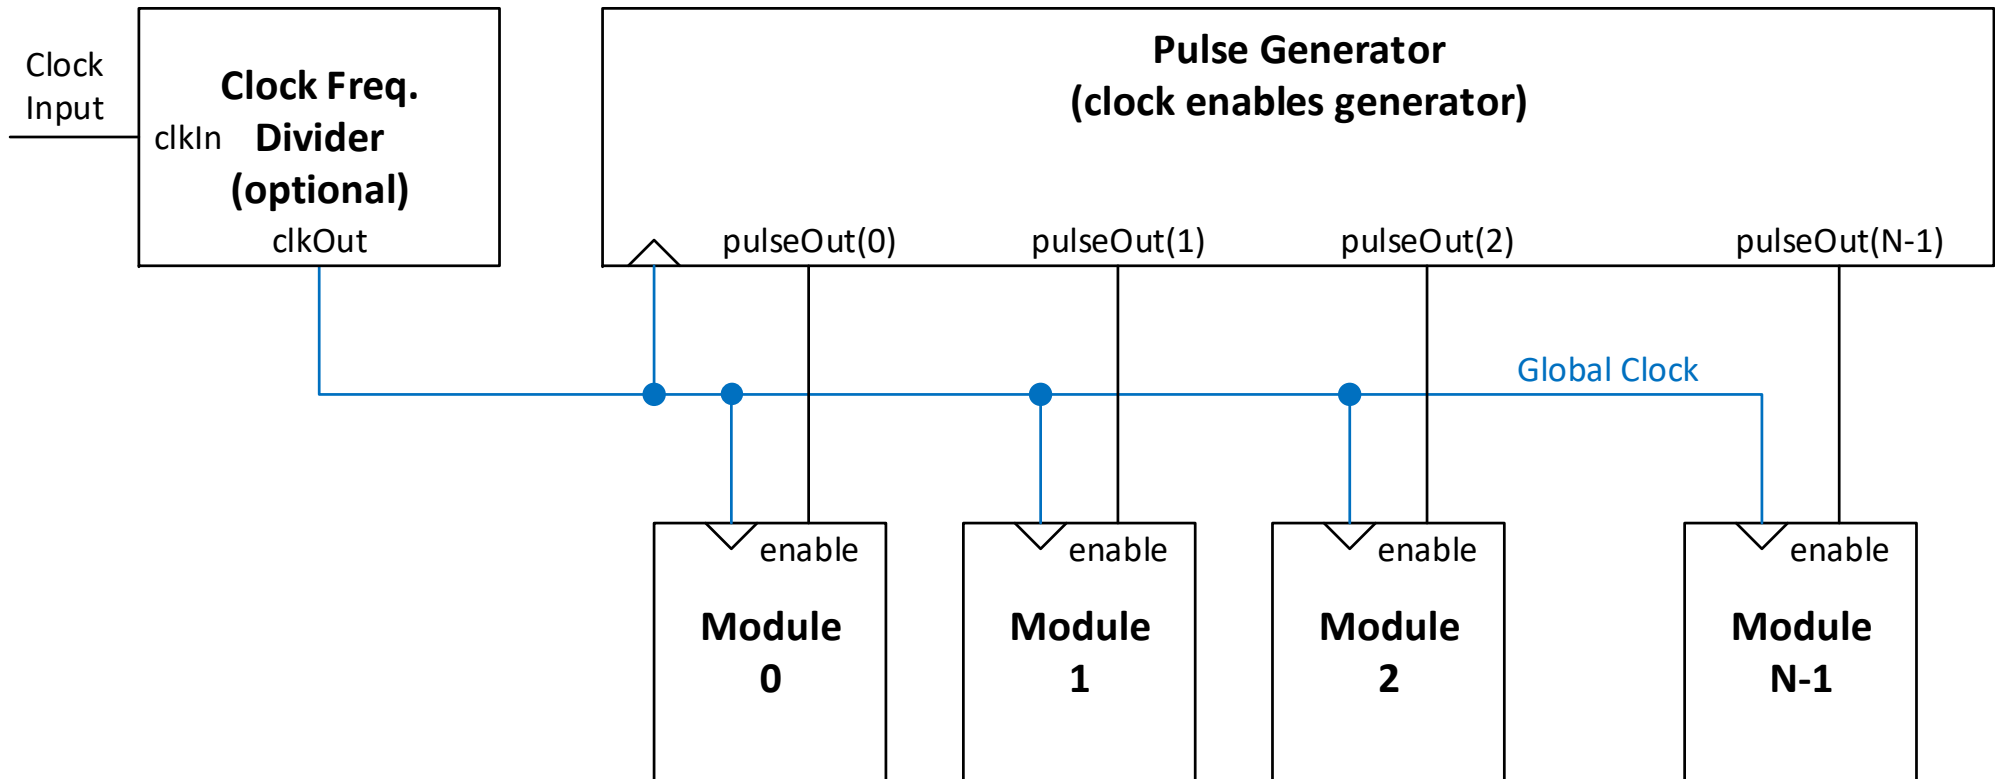 Clock
Input
clkIn
Clock Freq.
Divider
(optional)
clkOut
Pulse Generator
(clock enables generator)
pulseOut(0)
pulseOut(1)
pulseOut(2)
pulseOut(N-1)
Global Clock
enable
Module
0
enable
Module
1
enable
Module
2
enable
Module
N-1